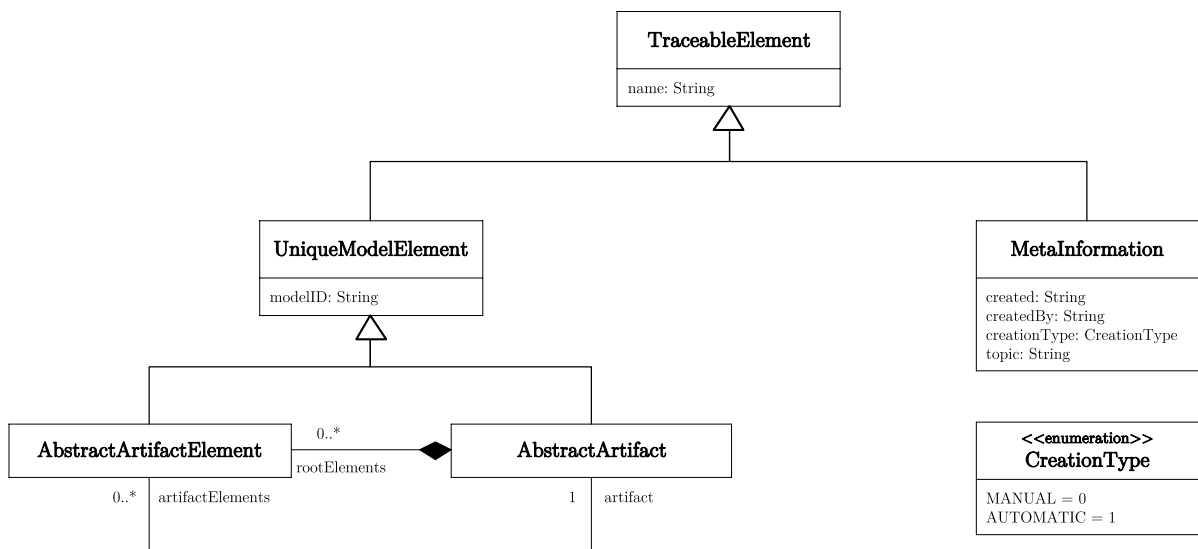 TraceableElement
name: String
UniqueModelElement
modelID: String
MetaInformation
created: String
createdBy: String
creationType: CreationType
topic: String
AbstractArtifactElement
0..*
rootElements
AbstractArtifact
0..*
artifactElements
1
artifact
<<enumeration>>
CreationType
MANUAL = 0
AUTOMATIC = 1